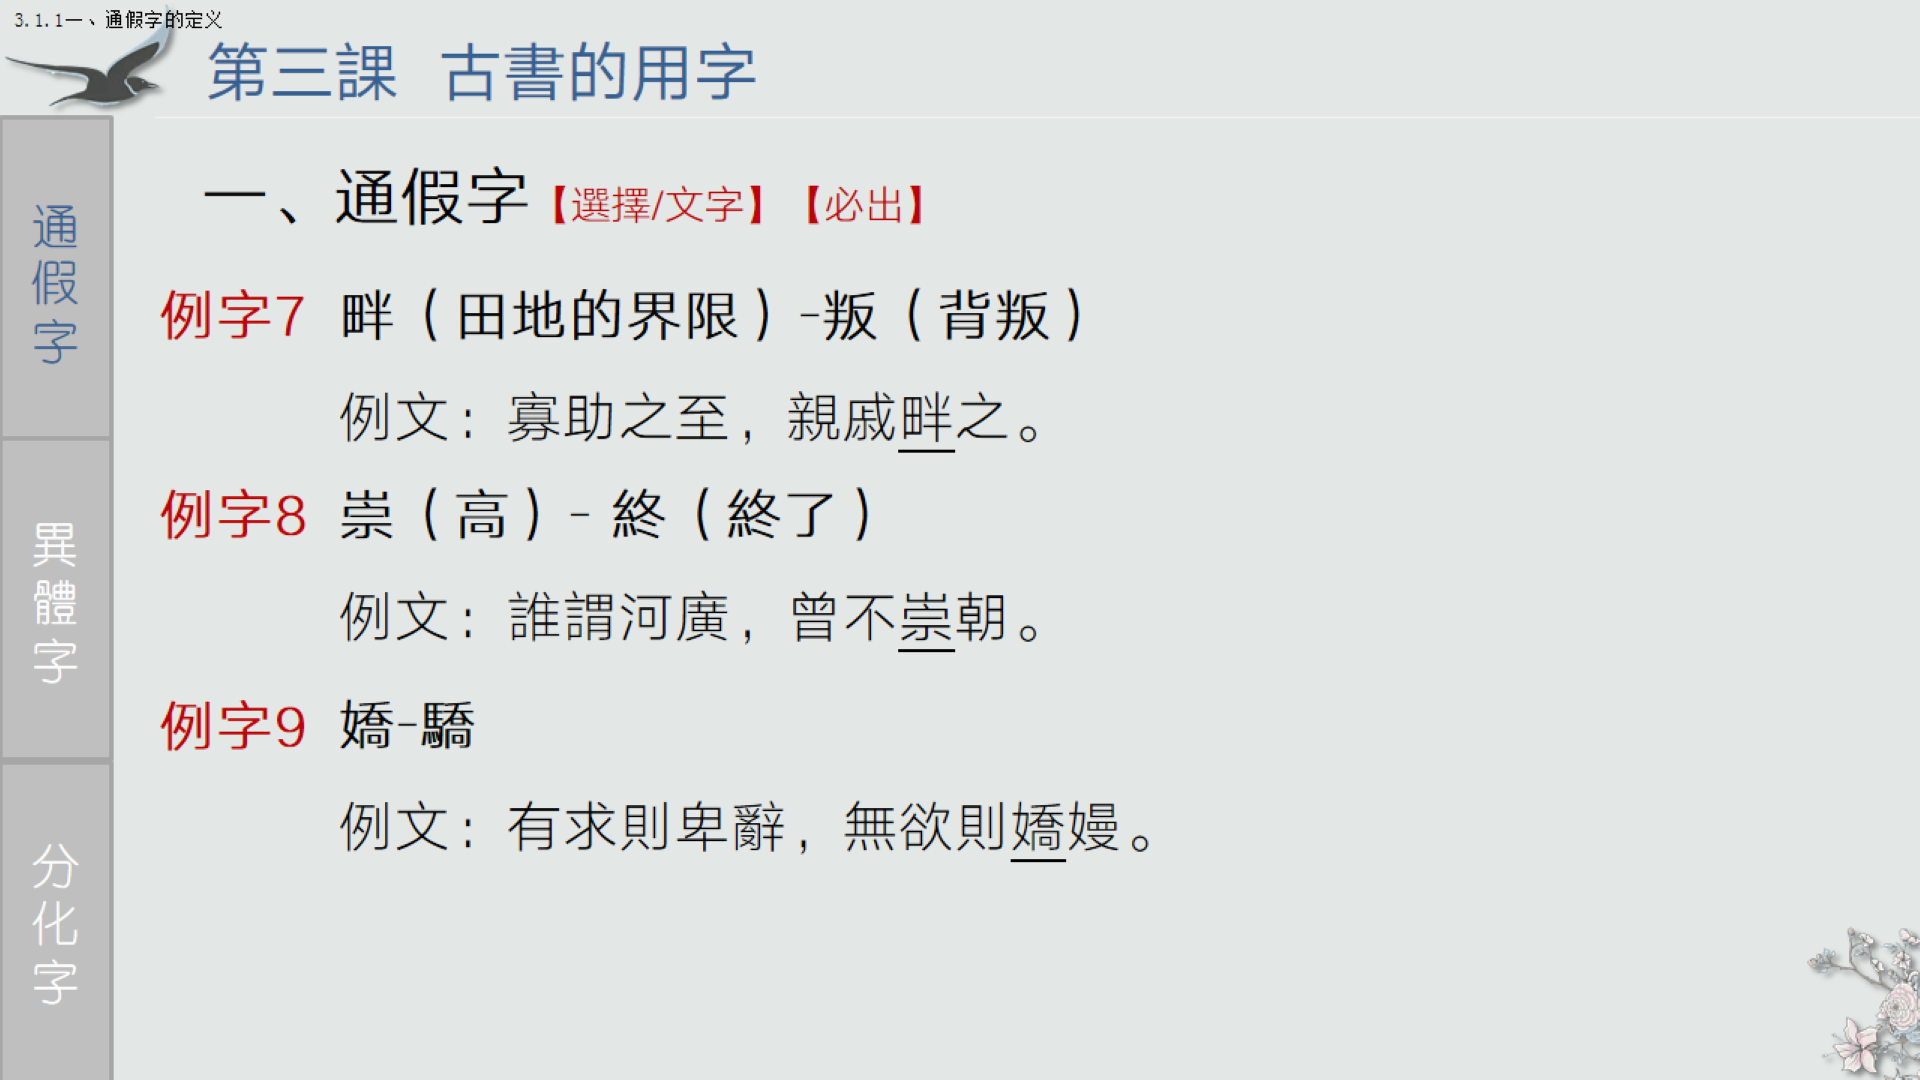 3.1.1一、通假字的定义
第三課 古書的用字
通假字
異體字
分化字
一、通假字【選擇/文字】【必出】
例字7 畔（田地的界限）-叛（背叛）
例文：寡助之至，親戚畔之。
例字8 崇（高）- 終（終了）
例文：誰謂河廣，曾不崇朝。
例字9 嬌-驕
例文：有求則卑辭，無欲則嬌嫚。